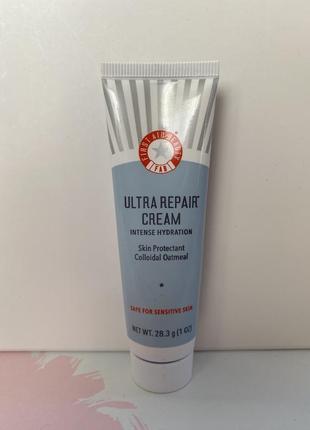 FIRST AID BEAUTY
FAB
ULTRA REPAIR®
CREAM
INTENSE HYDRATION
Skin Protectant
Colloidal Oatmeal
SAFE FOR SENSITIVE SKIN
NET WT. 28.3 g (1 OZ)